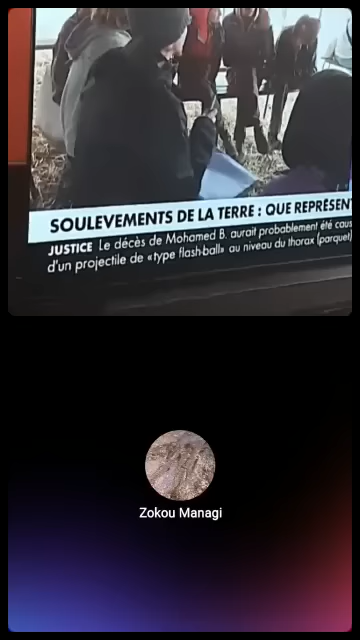 SOULEVEMENTS DE LA TERRE : QUE REPRÉSEN
JUSTICE Le décès de Mohamed B. aurait probablement été caus
d'un projectile de «type flash-ball» au niveau du thorax (parquet
Zokou Managi